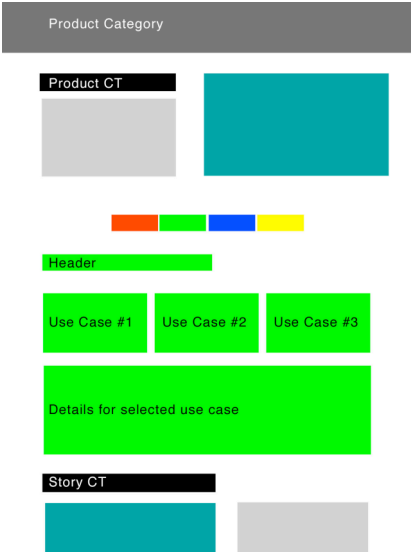 Product Category
Product CT
Header
Use Case #1
Use Case #2
Use Case #3
Details for selected use case
Story CT